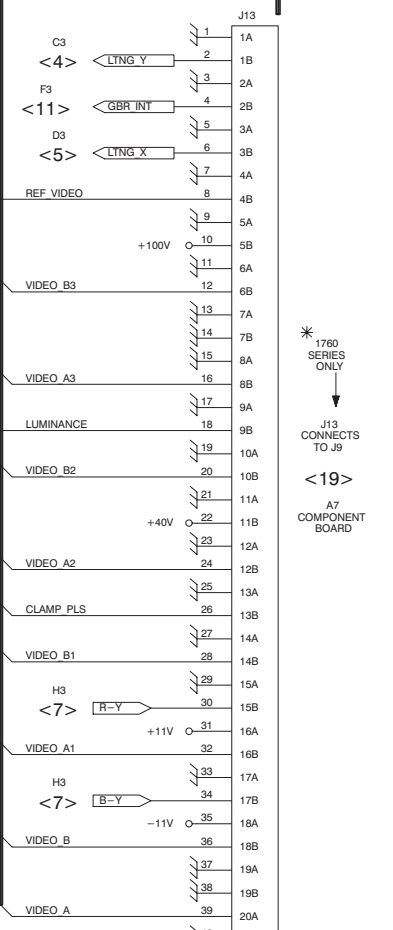 J13
1 1A
C3
<4> LTNG_Y 2 1B
3 2A
F3
<11> GBR_INT 4 2B
5 3A
D3
<5> LTNG_X 6 3B
7 4A
REF_VIDEO 8 4B
9 5A
+100V 10 5B
11 6A
VIDEO_B3 12 6B
13 7A
14 7B
15 8A
VIDEO_A3 16 8B
17 9A
LUMINANCE 18 9B
19 10A
VIDEO_B2 20 10B
21 11A
+40V 22 11B
23 12A
VIDEO_A2 24 12B
25 13A
CLAMP_PLS 26 13B
27 14A
VIDEO_B1 28 14B
29 15A
H3
<7> R-Y 30 15B
+11V 31 16A
VIDEO_A1 32 16B
33 17A
H3
<7> B-Y 34 17B
-11V 35 18A
VIDEO_B 36 18B
37 19A
38 19B
VIDEO_A 39 20A
*
1760
SERIES
ONLY
J13
CONNECTS
TO J9
<19>
A7
COMPONENT
BOARD